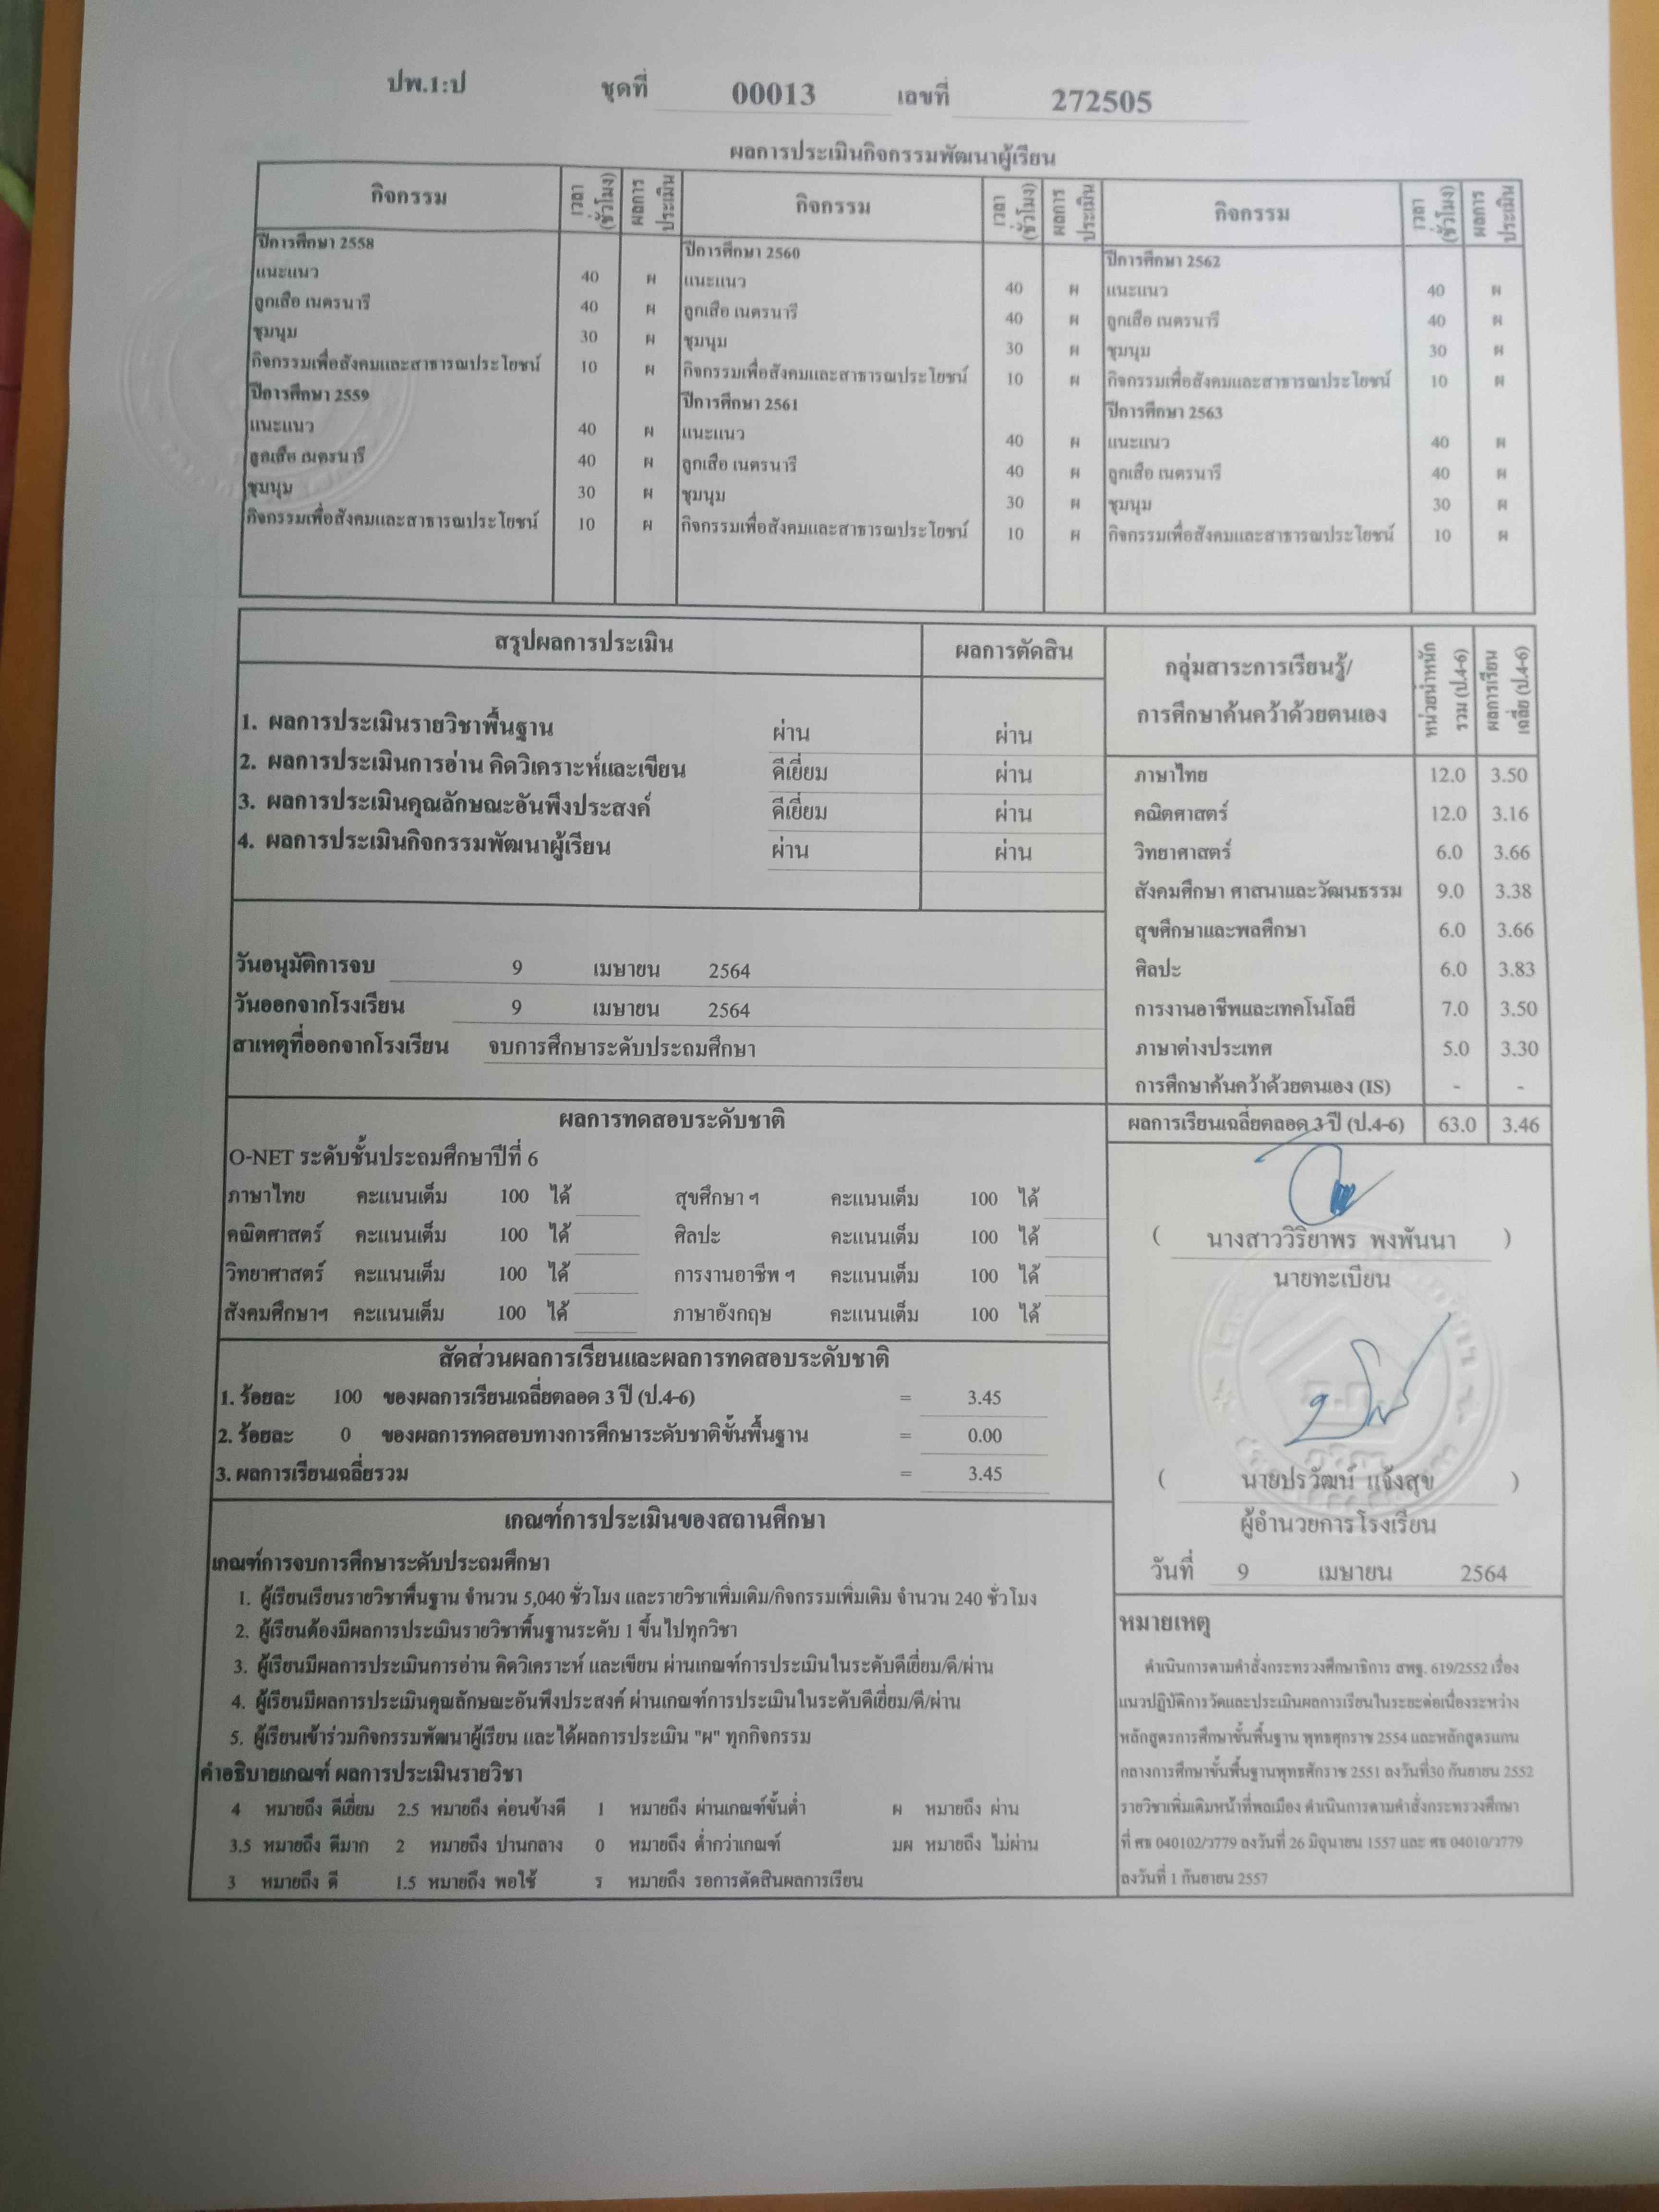 ปพ.1:ป ชุดที่ 00013 เลขที่ 272505
ผลการประเมินกิจกรรมพัฒนาผู้เรียน
กิจกรรม เวลา (ชั่วโมง) ผลการประเมิน กิจกรรม เวลา (ชั่วโมง) ผลการประเมิน กิจกรรม เวลา (ชั่วโมง) ผลการประเมิน
ปีการศึกษา 2558 ปีการศึกษา 2560 ปีการศึกษา 2562
แนะแนว 40 ผ แนะแนว 40 ผ แนะแนว 40 ผ
ลูกเสือ เนตรนารี 40 ผ ลูกเสือ เนตรนารี 40 ผ ลูกเสือ เนตรนารี 40 ผ
ชุมนุม 30 ผ ชุมนุม 30 ผ ชุมนุม 30 ผ
กิจกรรมเพื่อสังคมและสาธารณประโยชน์ 10 ผ กิจกรรมเพื่อสังคมและสาธารณประโยชน์ 10 ผ กิจกรรมเพื่อสังคมและสาธารณประโยชน์ 10 ผ
ปีการศึกษา 2559 ปีการศึกษา 2561 ปีการศึกษา 2563
แนะแนว 40 ผ แนะแนว 40 ผ แนะแนว 40 ผ
ลูกเสือ เนตรนารี 40 ผ ลูกเสือ เนตรนารี 40 ผ ลูกเสือ เนตรนารี 40 ผ
ชุมนุม 30 ผ ชุมนุม 30 ผ ชุมนุม 30 ผ
กิจกรรมเพื่อสังคมและสาธารณประโยชน์ 10 ผ กิจกรรมเพื่อสังคมและสาธารณประโยชน์ 10 ผ กิจกรรมเพื่อสังคมและสาธารณประโยชน์ 10 ผ
สรุปผลการประเมิน ผลการตัดสิน
1. ผลการประเมินรายวิชาพื้นฐาน ผ่าน ผ่าน
2. ผลการประเมินการอ่าน คิดวิเคราะห์และเขียน ดีเยี่ยม ผ่าน
3. ผลการประเมินคุณลักษณะอันพึงประสงค์ ดีเยี่ยม ผ่าน
4. ผลการประเมินกิจกรรมพัฒนาผู้เรียน ผ่าน ผ่าน
วันอนุมัติการจบ 9 เมษายน 2564
วันออกจากโรงเรียน 9 เมษายน 2564
สาเหตุที่ออกจากโรงเรียน จบการศึกษาระดับประถมศึกษา
กลุ่มสาระการเรียนรู้/
การศึกษาค้นคว้าด้วยตนเอง หน่วยน้ำหนักรวม (ป.4-6) ผลการเรียนเฉลี่ย (ป.4-6)
ภาษาไทย 12.0 3.50
คณิตศาสตร์ 12.0 3.16
วิทยาศาสตร์ 6.0 3.66
สังคมศึกษา ศาสนาและวัฒนธรรม 9.0 3.38
สุขศึกษาและพลศึกษา 6.0 3.66
ศิลปะ 6.0 3.83
การงานอาชีพและเทคโนโลยี 7.0 3.50
ภาษาต่างประเทศ 5.0 3.30
การศึกษาค้นคว้าด้วยตนเอง (IS) - -
ผลการเรียนเฉลี่ยตลอด 3 ปี (ป.4-6) 63.0 3.46
ผลการทดสอบระดับชาติ
O-NET ระดับชั้นประถมศึกษาปีที่ 6
ภาษาไทย คะแนนเต็ม 100 ได้ สุขศึกษา ฯ คะแนนเต็ม 100 ได้
คณิตศาสตร์ คะแนนเต็ม 100 ได้ ศิลปะ คะแนนเต็ม 100 ได้
วิทยาศาสตร์ คะแนนเต็ม 100 ได้ การงานอาชีพ ฯ คะแนนเต็ม 100 ได้
สังคมศึกษาฯ คะแนนเต็ม 100 ได้ ภาษาอังกฤษ คะแนนเต็ม 100 ได้
สัดส่วนผลการเรียนและผลการทดสอบระดับชาติ
1. ร้อยละ 100 ของผลการเรียนเฉลี่ยตลอด 3 ปี (ป.4-6) = 3.45
2. ร้อยละ 0 ของผลการทดสอบทางการศึกษาระดับชาติขั้นพื้นฐาน = 0.00
3. ผลการเรียนเฉลี่ยรวม = 3.45
( นางสาววิริยาพร พงพันนา )
นายทะเบียน
( นายปรวัฒน์ แจ้งสุข )
ผู้อำนวยการโรงเรียน
วันที่ 9 เมษายน 2564
เกณฑ์การประเมินของสถานศึกษา
เกณฑ์การจบการศึกษาระดับประถมศึกษา
1. ผู้เรียนเรียนรายวิชาพื้นฐาน จำนวน 5,040 ชั่วโมง และรายวิชาเพิ่มเติม/กิจกรรมเพิ่มเติม จำนวน 240 ชั่วโมง
2. ผู้เรียนต้องมีผลการประเมินรายวิชาพื้นฐานระดับ 1 ขึ้นไปทุกวิชา
3. ผู้เรียนมีผลการประเมินการอ่าน คิดวิเคราะห์ และเขียน ผ่านเกณฑ์การประเมินในระดับดีเยี่ยม/ดี/ผ่าน
4. ผู้เรียนมีผลการประเมินคุณลักษณะอันพึงประสงค์ ผ่านเกณฑ์การประเมินในระดับดีเยี่ยม/ดี/ผ่าน
5. ผู้เรียนเข้าร่วมกิจกรรมพัฒนาผู้เรียน และได้ผลการประเมิน "ผ" ทุกกิจกรรม
คำอธิบายเกณฑ์ ผลการประเมินรายวิชา
4 หมายถึง ดีเยี่ยม 2.5 หมายถึง ค่อนข้างดี 1 หมายถึง ผ่านเกณฑ์ขั้นต่ำ ผ หมายถึง ผ่าน
3.5 หมายถึง ดีมาก 2 หมายถึง ปานกลาง 0 หมายถึง ต่ำกว่าเกณฑ์ มผ หมายถึง ไม่ผ่าน
3 หมายถึง ดี 1.5 หมายถึง พอใช้ ร หมายถึง รอการตัดสินผลการเรียน
หมายเหตุ
ดำเนินการตามคำสั่งกระทรวงศึกษาธิการ สพฐ. 619/2552 เรื่อง
แนวปฏิบัติการวัดและประเมินผลการเรียนในระยะต่อเนื่องระหว่าง
หลักสูตรการศึกษาขั้นพื้นฐาน พุทธศุกราช 2554 และหลักสูตรแกน
กลางการศึกษาขั้นพื้นฐานพุทธศักราช 2551 ลงวันที่30 กันยายน 2552
รายวิชาเพิ่มเติมหน้าที่พลเมือง ดำเนินการตามคำสั่งกระทรวงศึกษา
ที่ ศธ 040102/ว779 ลงวันที่ 26 มิถุนายน 1557 และ ศธ 04010/ว779
ลงวันที่ 1 กันยายน 2557